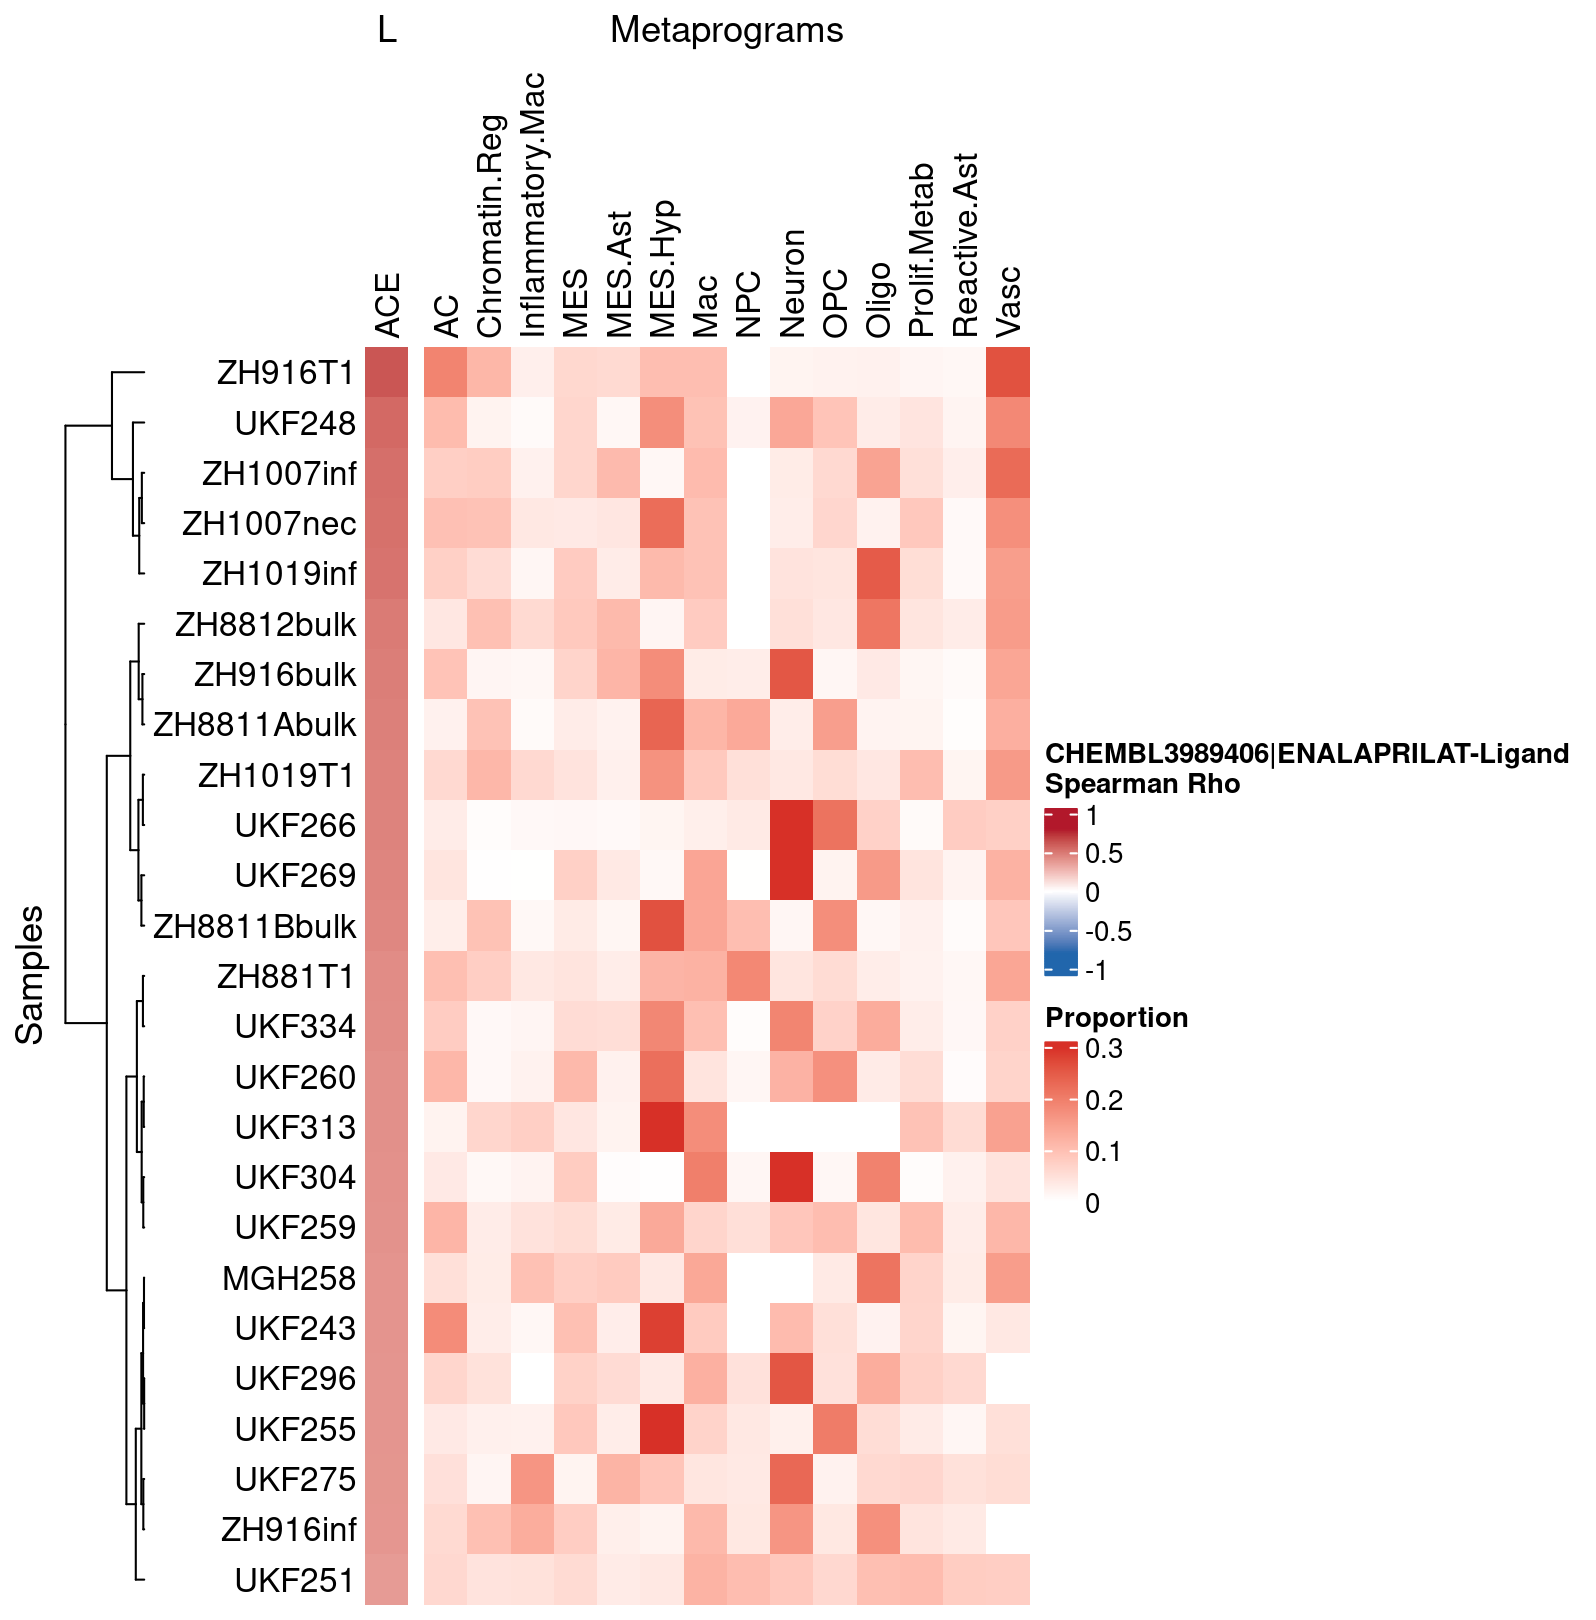 L
Metaprograms
ACE
AC
Chromatin.Reg
Inflammatory.Mac
MES
MES.Ast
MES.Hyp
Mac
NPC
Neuron
OPC
Oligo
Prolif.Metab
Reactive.Ast
Vasc
Samples
ZH916T1
UKF248
ZH1007inf
ZH1007nec
ZH1019inf
ZH8812bulk
ZH916bulk
ZH8811Abulk
ZH1019T1
UKF266
UKF269
ZH8811Bbulk
ZH881T1
UKF334
UKF260
UKF313
UKF304
UKF259
MGH258
UKF243
UKF296
UKF255
UKF275
ZH916inf
UKF251
CHEMBL3989406|ENALAPRILAT-Ligand
Spearman Rho
1
0.5
0
-0.5
-1
Proportion
0.3
0.2
0.1
0